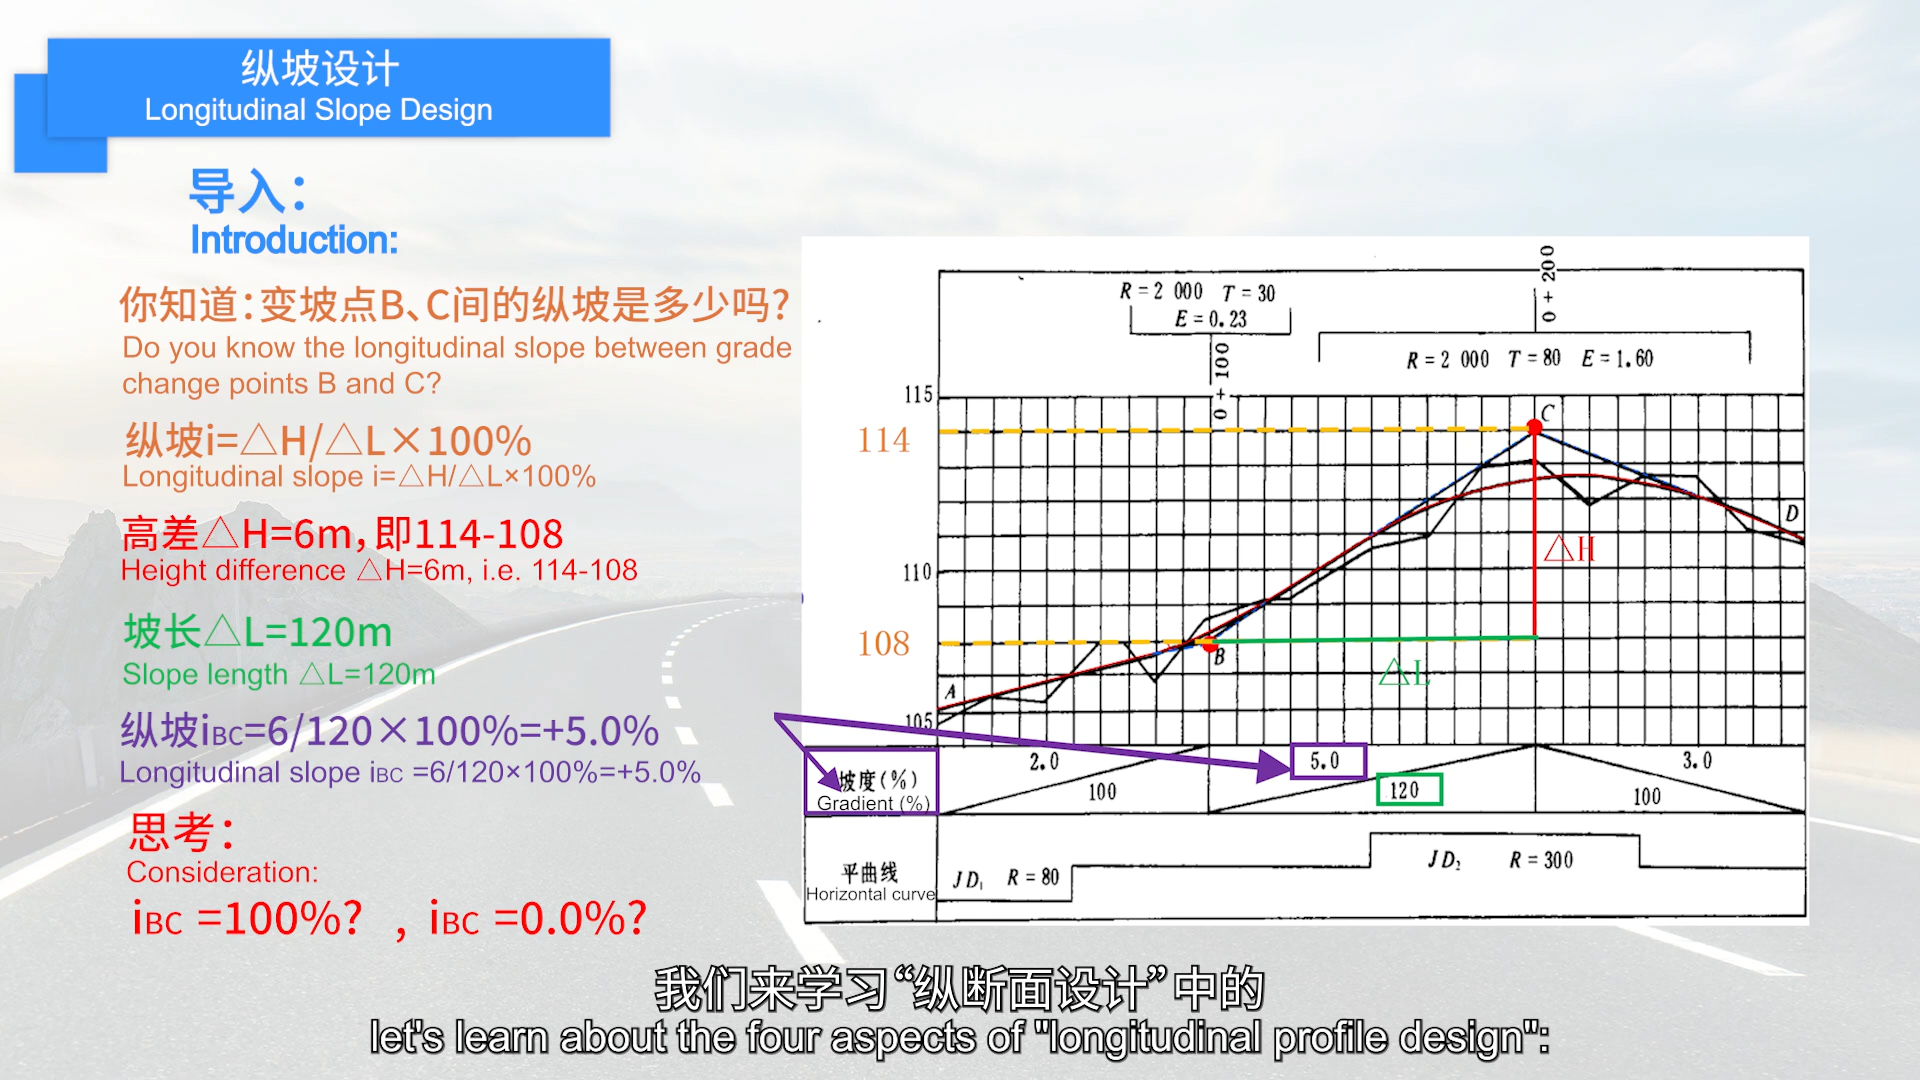 纵坡设计
Longitudinal Slope Design
导入：
Introduction:
你知道：变坡点B、C间的纵坡是多少吗？
Do you know the longitudinal slope between grade
change points B and C?
纵坡i=△H/△L×100%
Longitudinal slope i=△H/△L×100%
高差△H=6m，即114-108
Height difference △H=6m, i.e. 114-108
坡长△L=120m
Slope length △L=120m
纵坡iBC=6/120×100%=+5.0%
Longitudinal slope iBC =6/120×100%=+5.0%
思考：
Consideration:
iBC =100%? , iBC =0.0%?
R=2 000 T=30
E=0.23
0+100
0+200
R=2 000 T=80 E=1.60
115
114
110
108
105
A
B
C
D
△H
△L
坡度(%)
Gradient (%)
2.0
100
5.0
120
3.0
100
平曲线
Horizontal curve
JD₁ R=80
JD₂ R=300
我们来学习“纵断面设计”中的
let's learn about the four aspects of "longitudinal profile design":